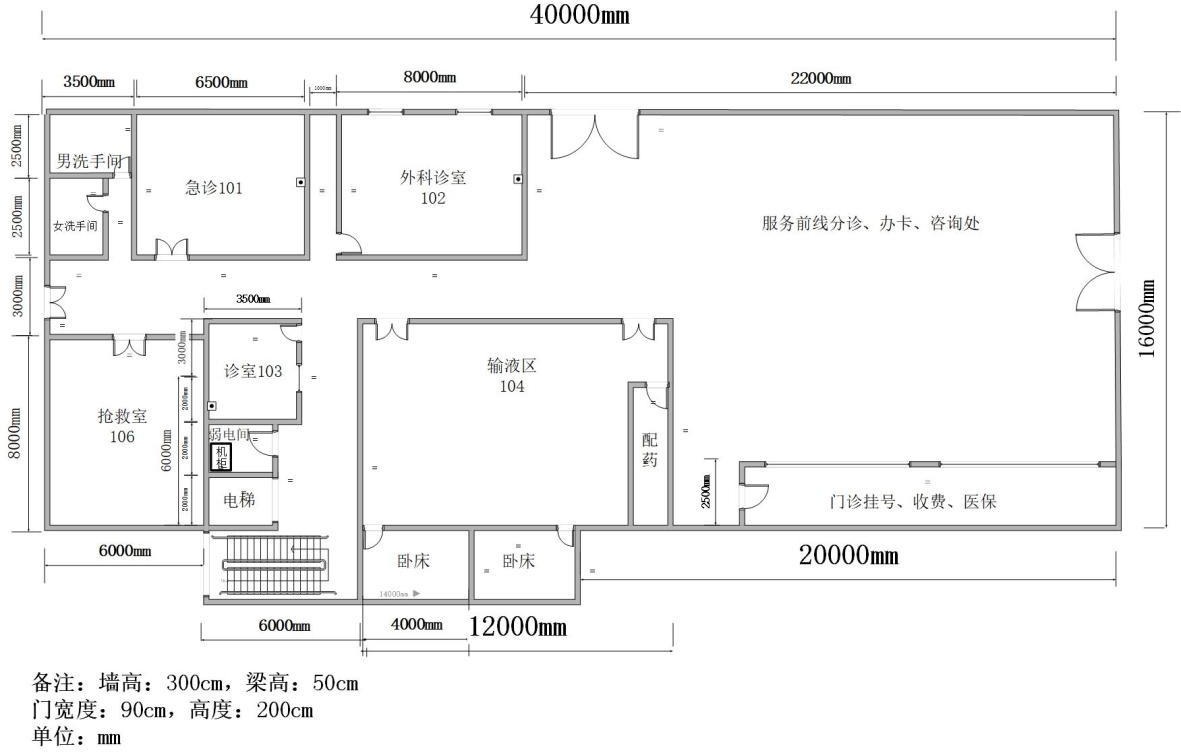 40000mm
3500mm
6500mm
1000mm
8000mm
22000mm
2500mm
男洗手间
急诊101
外科诊室
102
2500mm
女洗手间
服务前线分诊、办卡、咨询处
3000mm
3500mm
16000mm
3000mm
诊室103
输液区
104
2000mm
抢救室
106
8000mm
6000mm
弱电间
机柜
2000mm
配药
电梯
2000mm
2500mm
门诊挂号、收费、医保
6000mm
卧床
卧床
20000mm
14000mm
6000mm
4000mm
12000mm
备注：墙高：300cm，梁高：50cm
门宽度：90cm，高度：200cm
单位：mm